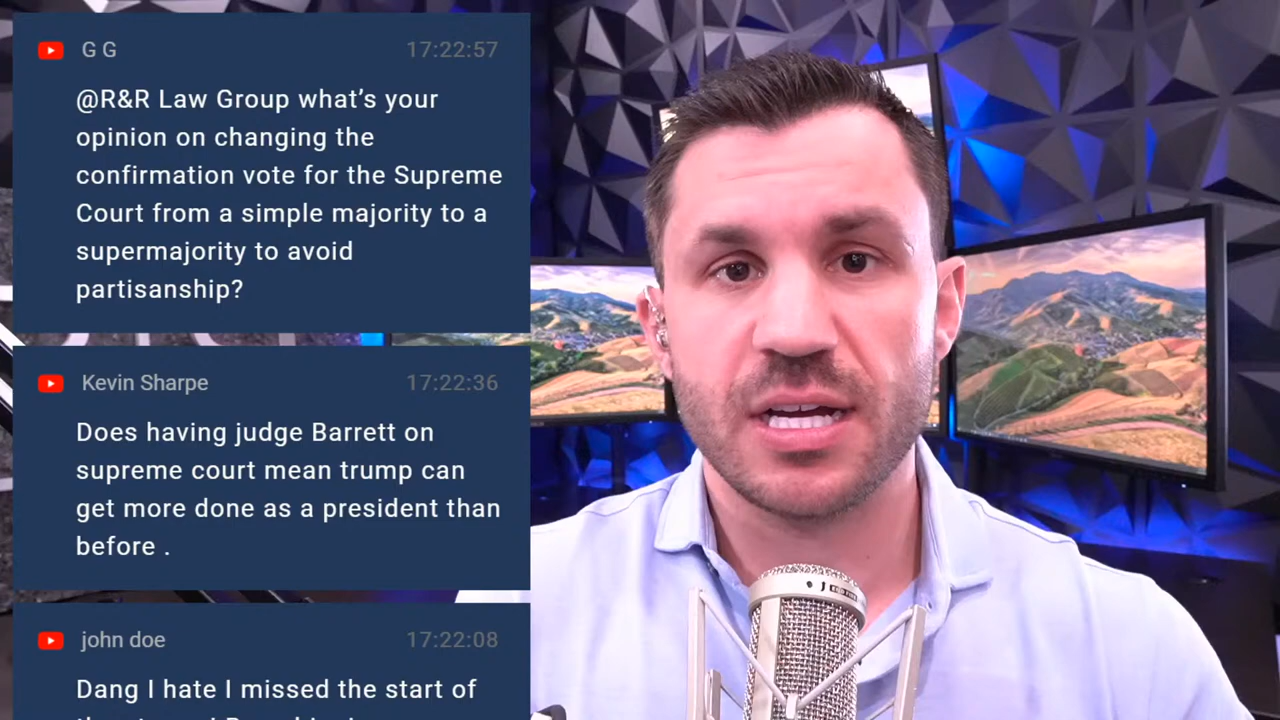 G G 17:22:57
@R&R Law Group what's your
opinion on changing the
confirmation vote for the Supreme
Court from a simple majority to a
supermajority to avoid
partisanship?
Kevin Sharpe 17:22:36
Does having judge Barrett on
supreme court mean trump can
get more done as a president than
before .
john doe 17:22:08
Dang I hate I missed the start of